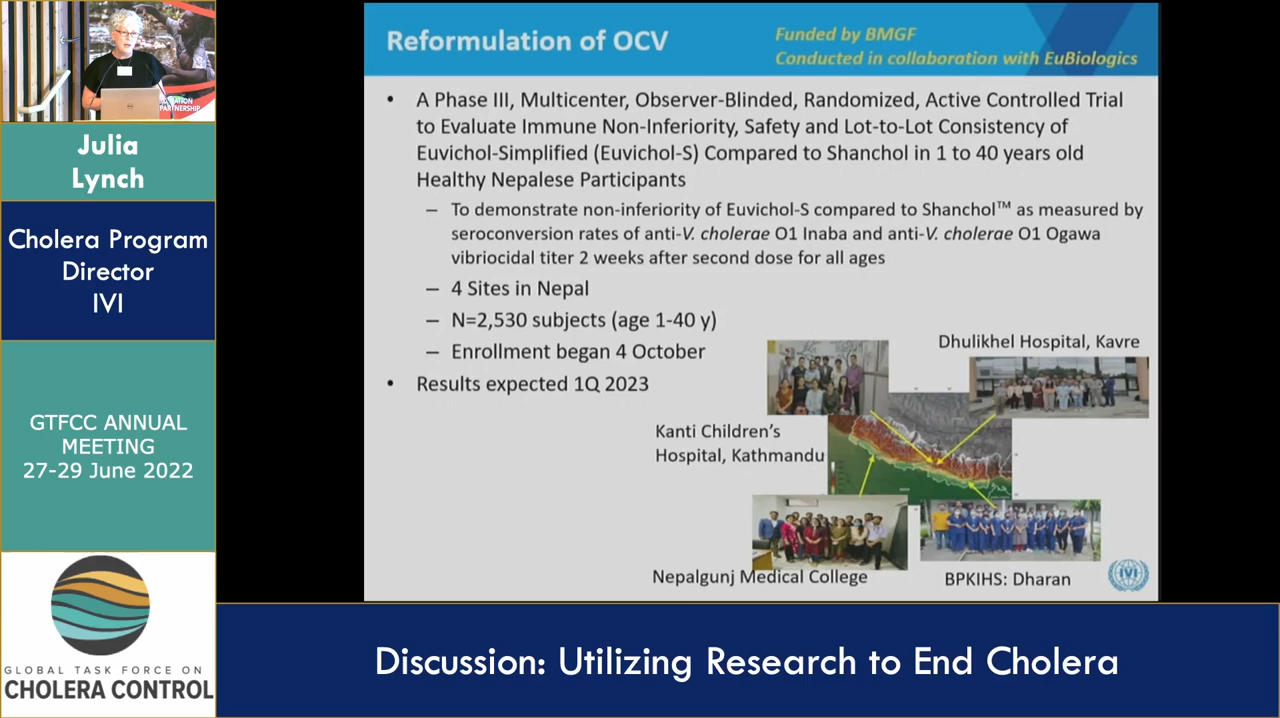 NATION
PARTNERSHIP
Julia
Lynch
Cholera Program
Director
IVI
GTFCC ANNUAL
MEETING
27-29 June 2022
GLOBAL TASK FORCE ON
CHOLERA CONTROL
Reformulation of OCV
Funded by BMGF
Conducted in collaboration with EuBiologics
• A Phase III, Multicenter, Observer-Blinded, Randomized, Active Controlled Trial
to Evaluate Immune Non-Inferiority, Safety and Lot-to-Lot Consistency of
Euvichol-Simplified (Euvichol-S) Compared to Shanchol in 1 to 40 years old
Healthy Nepalese Participants
– To demonstrate non-inferiority of Euvichol-S compared to Shanchol™ as measured by
seroconversion rates of anti-V. cholerae O1 Inaba and anti-V. cholerae O1 Ogawa
vibriocidal titer 2 weeks after second dose for all ages
– 4 Sites in Nepal
– N=2,530 subjects (age 1-40 y)
– Enrollment began 4 October
• Results expected 1Q 2023
Dhulikhel Hospital, Kavre
Kanti Children's
Hospital, Kathmandu
Nepalgunj Medical College
BPKIHS: Dharan
IVI
Discussion: Utilizing Research to End Cholera